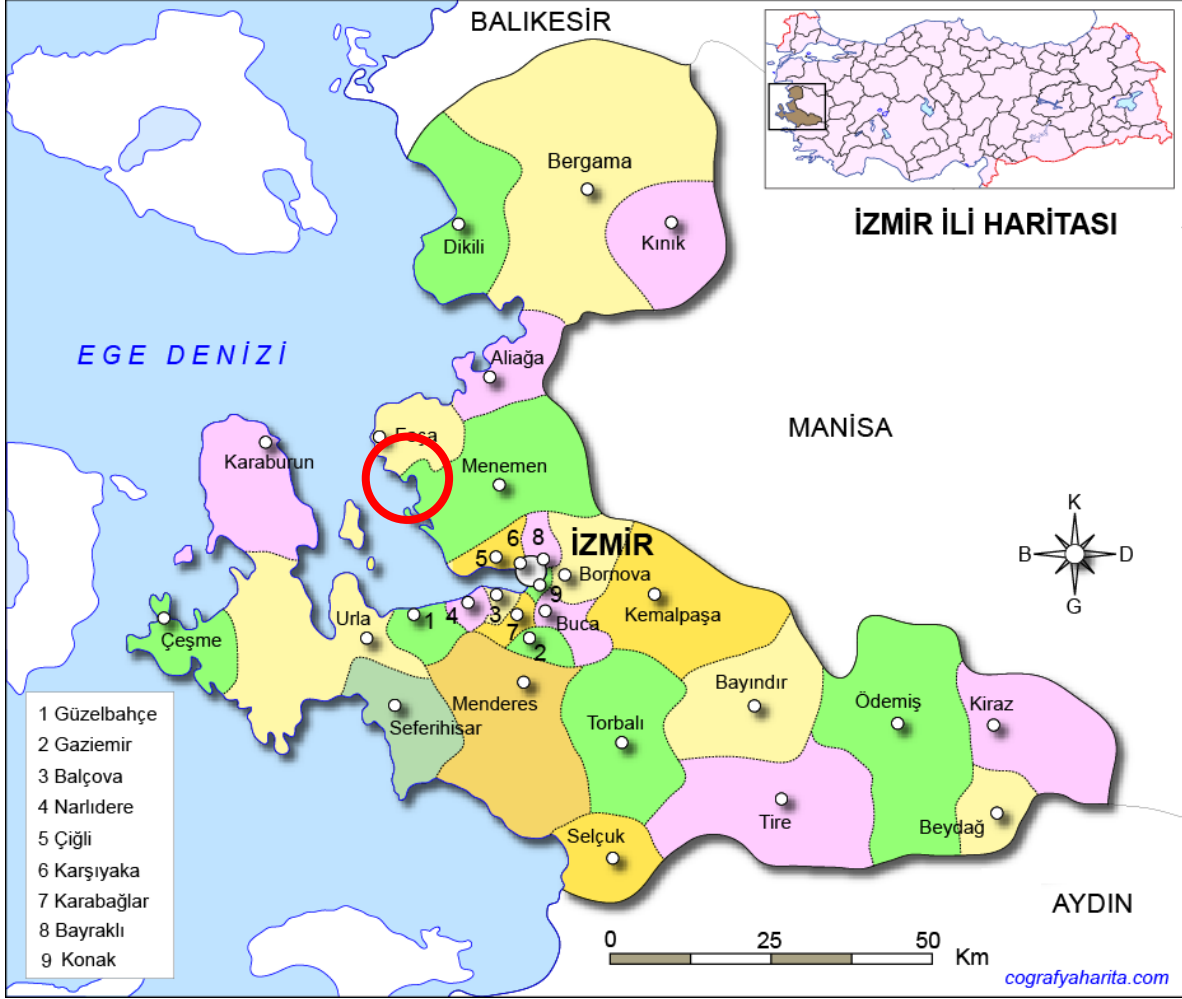 BALIKESİR
İZMİR İLİ HARİTASI
Bergama
Kınık
Dikili
EGE DENİZİ
Aliağa
MANİSA
Foşa
Karaburun
Menemen
K
B
D
G
6
8
İZMİR
5
Bornova
9
3
Kemalpaşa
1
4
Buca
Urla
7
Çeşme
2
Bayındır
Menderes
Ödemiş
Kiraz
Seferihisar
Torbalı
1 Güzelbahçe
2 Gaziemir
3 Balçova
4 Narlıdere
5 Çiğli
6 Karşıyaka
7 Karabağlar
8 Bayraklı
9 Konak
Tire
Beydağ
Selçuk
AYDIN
0 25 50 Km
cografyaharita.com